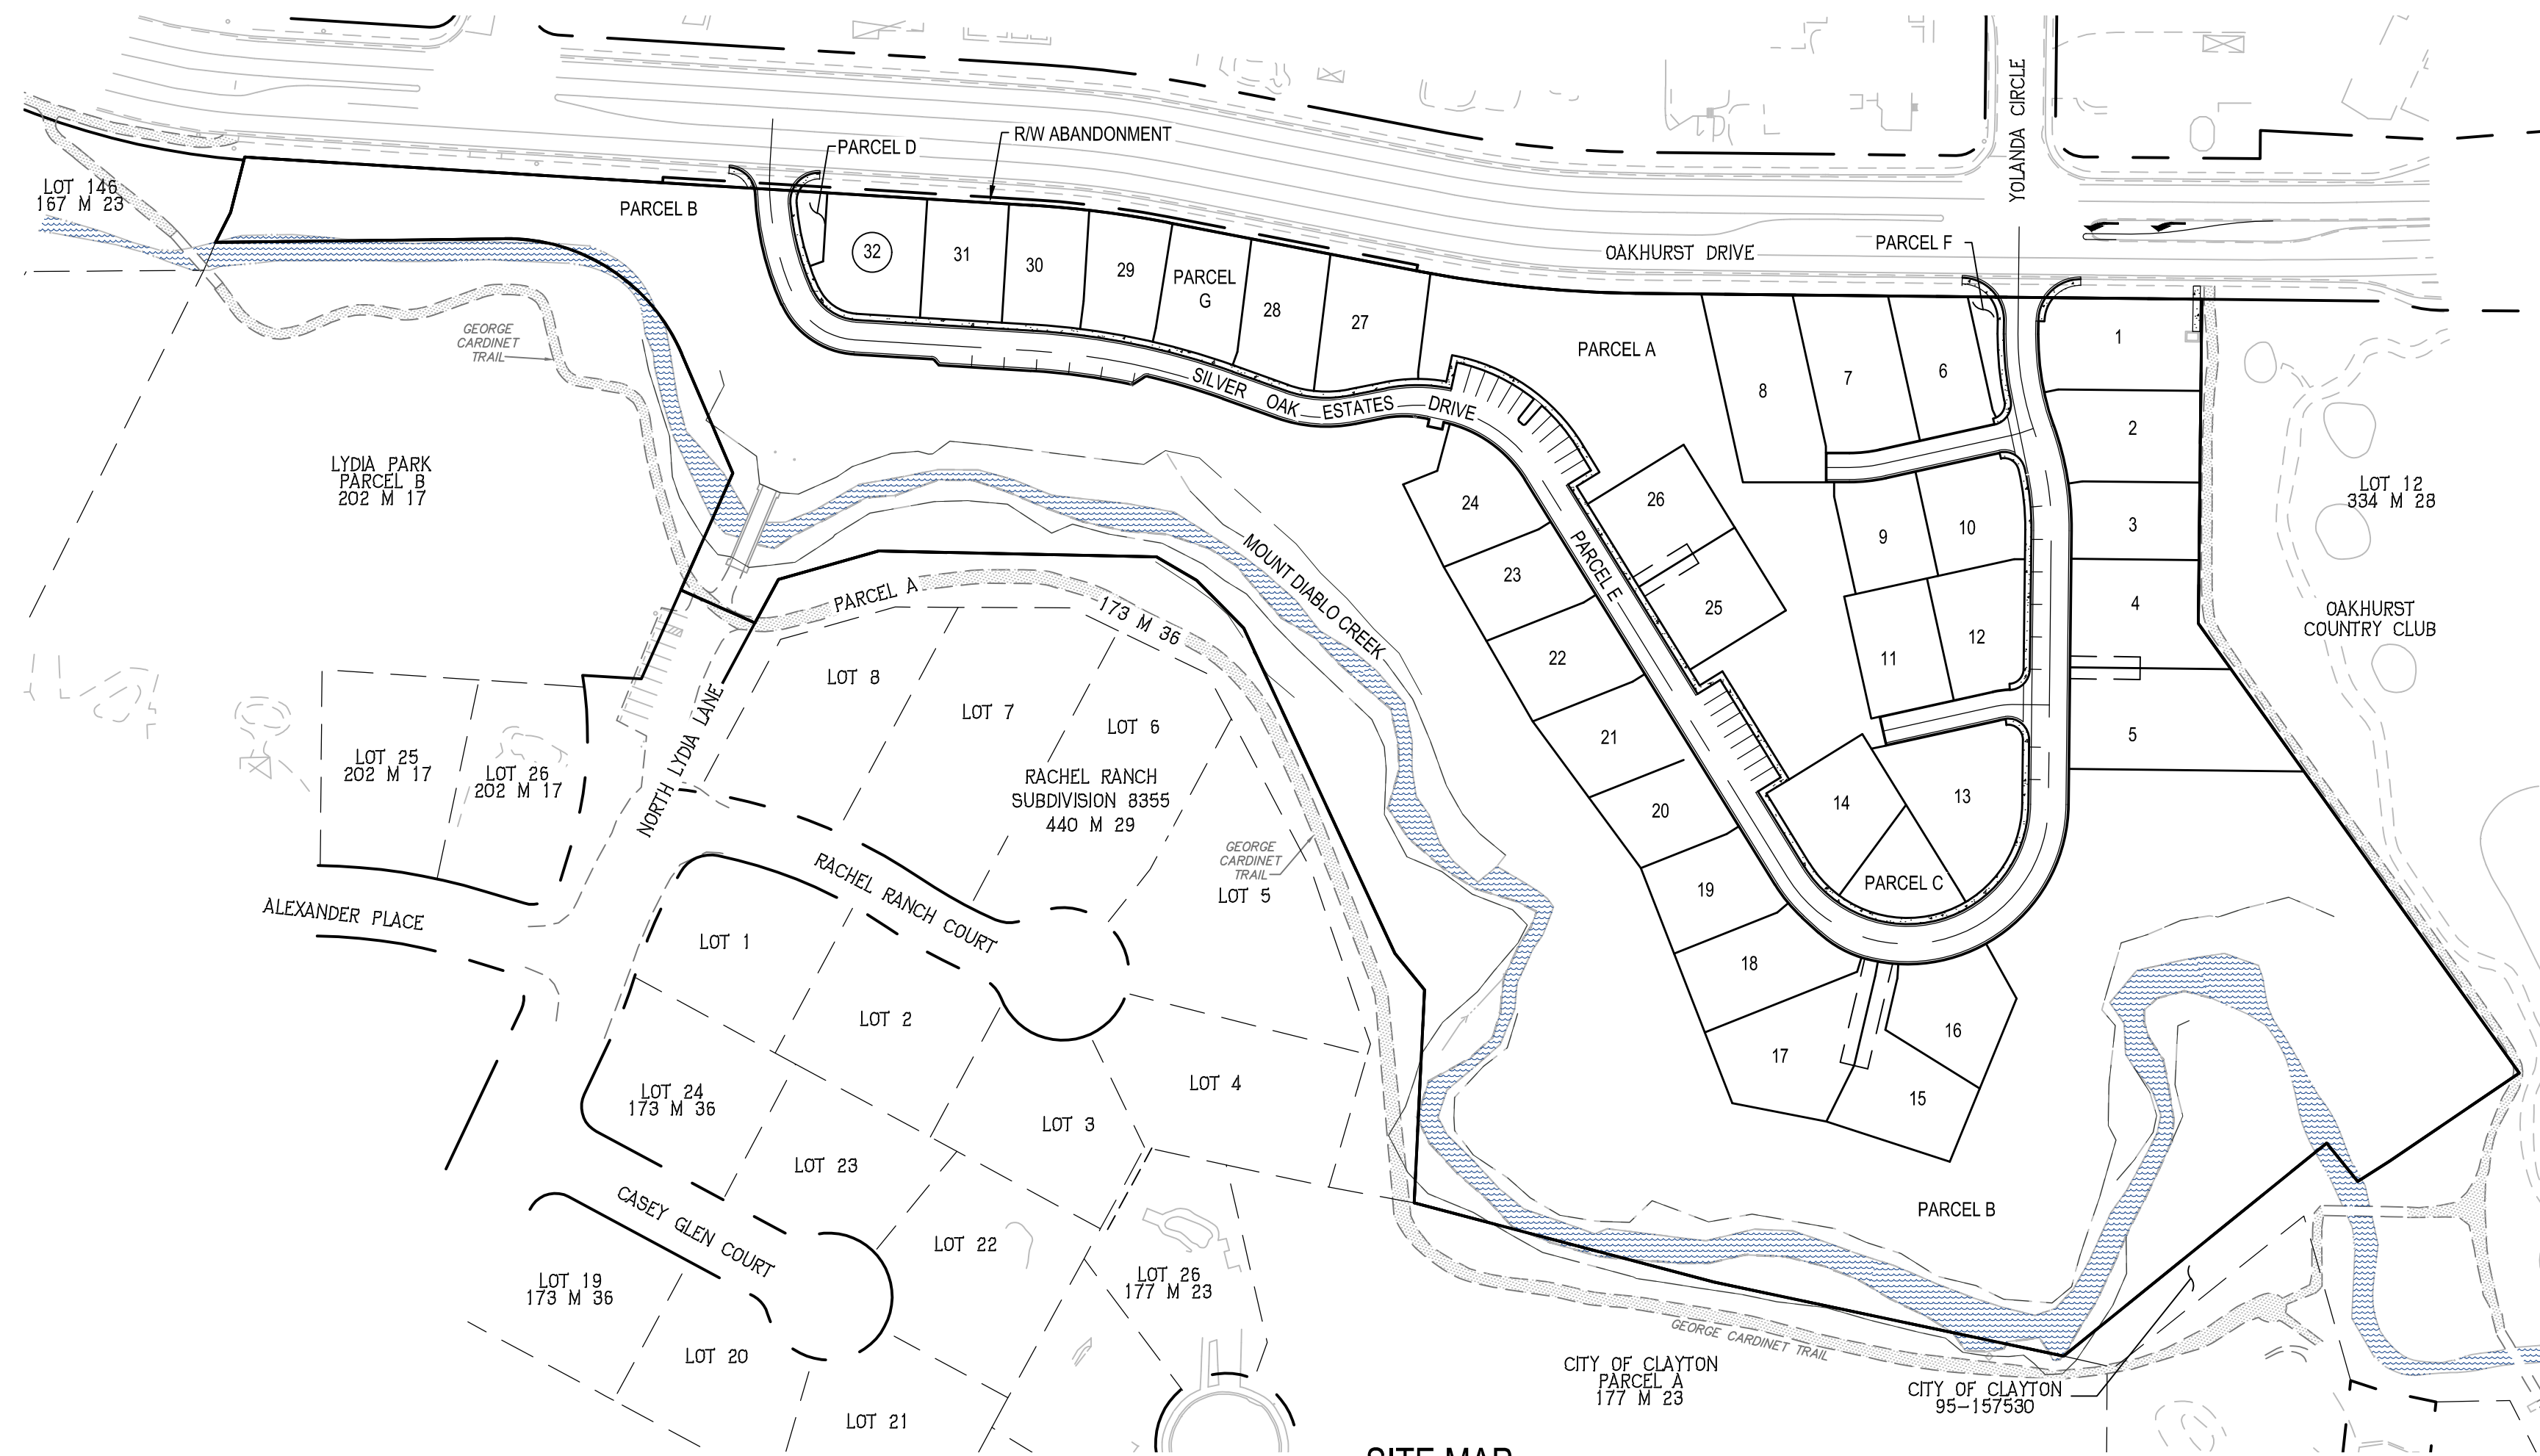 YOLANDA CIRCLE
R/W ABANDONMENT
PARCEL D
LOT 146
167 M 23
PARCEL B
OAKHURST DRIVE
PARCEL F
32
31
30
29
PARCEL
G
28
27
PARCEL A
8
7
6
1
2
3
4
5
GEORGE
CARDINET
TRAIL
SILVER OAK ESTATES DRIVE
LYDIA PARK
PARCEL B
202 M 17
24
23
22
21
20
19
18
17
16
15
26
25
PARCEL E
9
10
11
12
14
13
PARCEL C
LOT 12
334 M 28
OAKHURST
COUNTRY CLUB
MOUNT DIABLO CREEK
PARCEL A
173 M 36
LOT 8
LOT 7
LOT 6
RACHEL RANCH
SUBDIVISION 8355
440 M 29
LOT 25
202 M 17
LOT 26
202 M 17
NORTH LYDIA LANE
GEORGE
CARDINET
TRAIL
LOT 5
RACHEL RANCH COURT
ALEXANDER PLACE
LOT 1
LOT 2
LOT 3
LOT 4
LOT 24
173 M 36
LOT 23
LOT 22
CASEY GLEN COURT
LOT 19
173 M 36
LOT 20
LOT 21
LOT 26
177 M 23
PARCEL B
GEORGE CARDINET TRAIL
CITY OF CLAYTON
PARCEL A
177 M 23
CITY OF CLAYTON
95-157530
SITE MAP